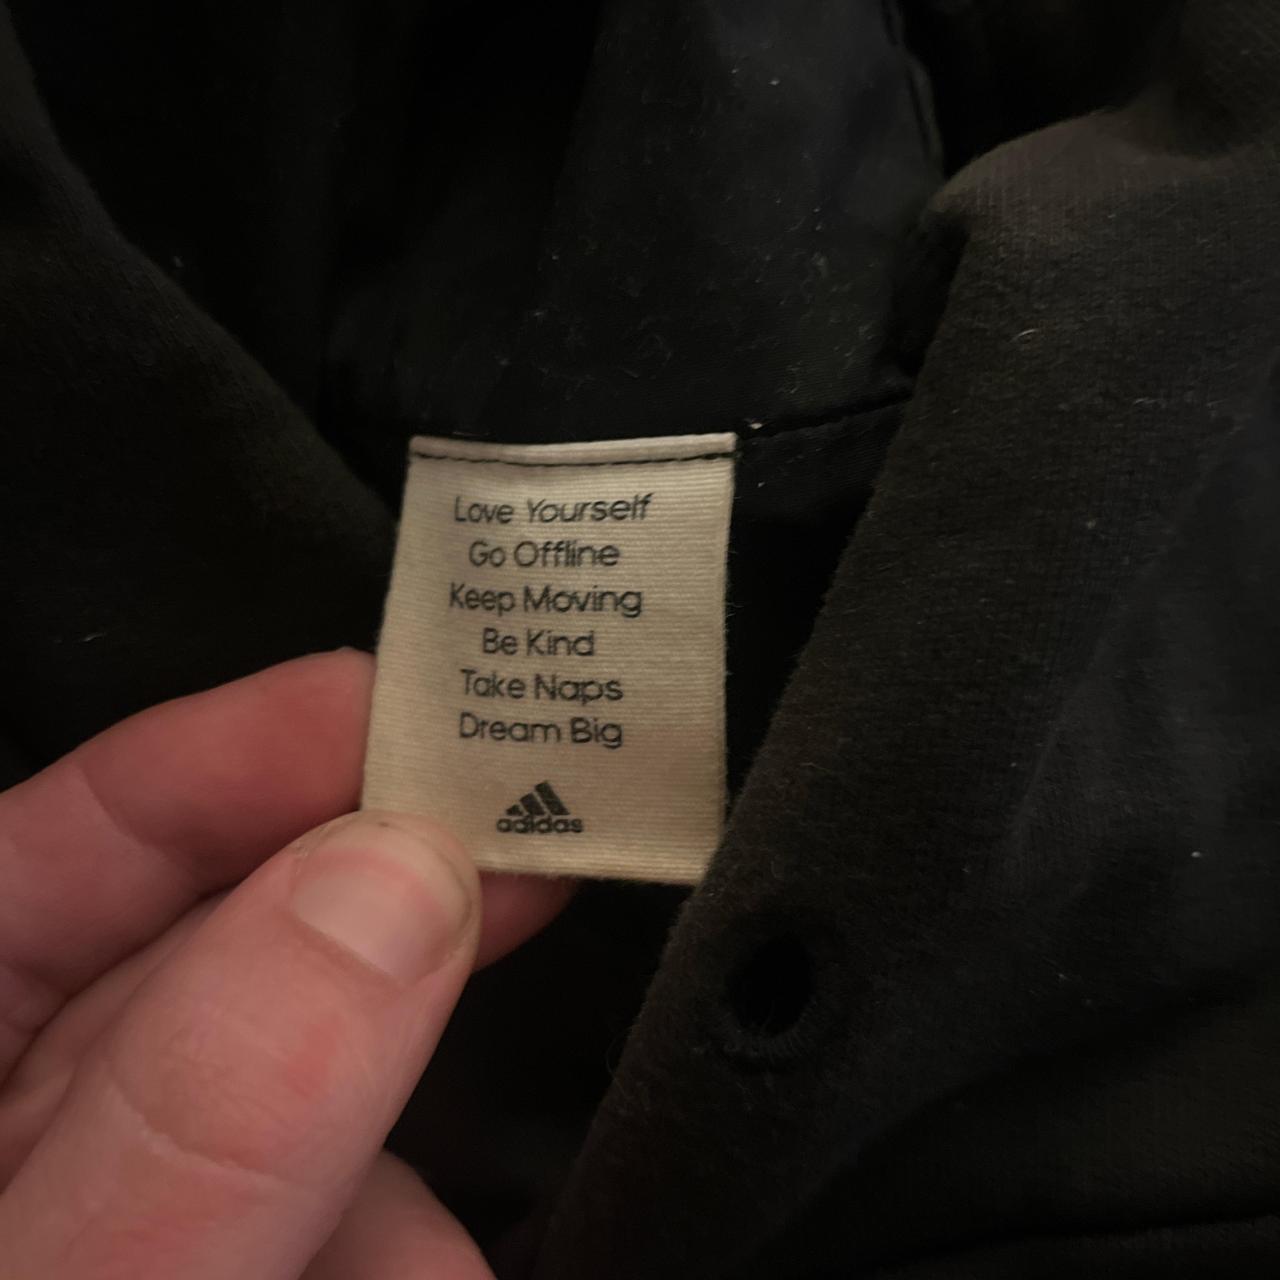 Love Yourself
Go Offline
Keep Moving
Be Kind
Take Naps
Dream Big
adidas